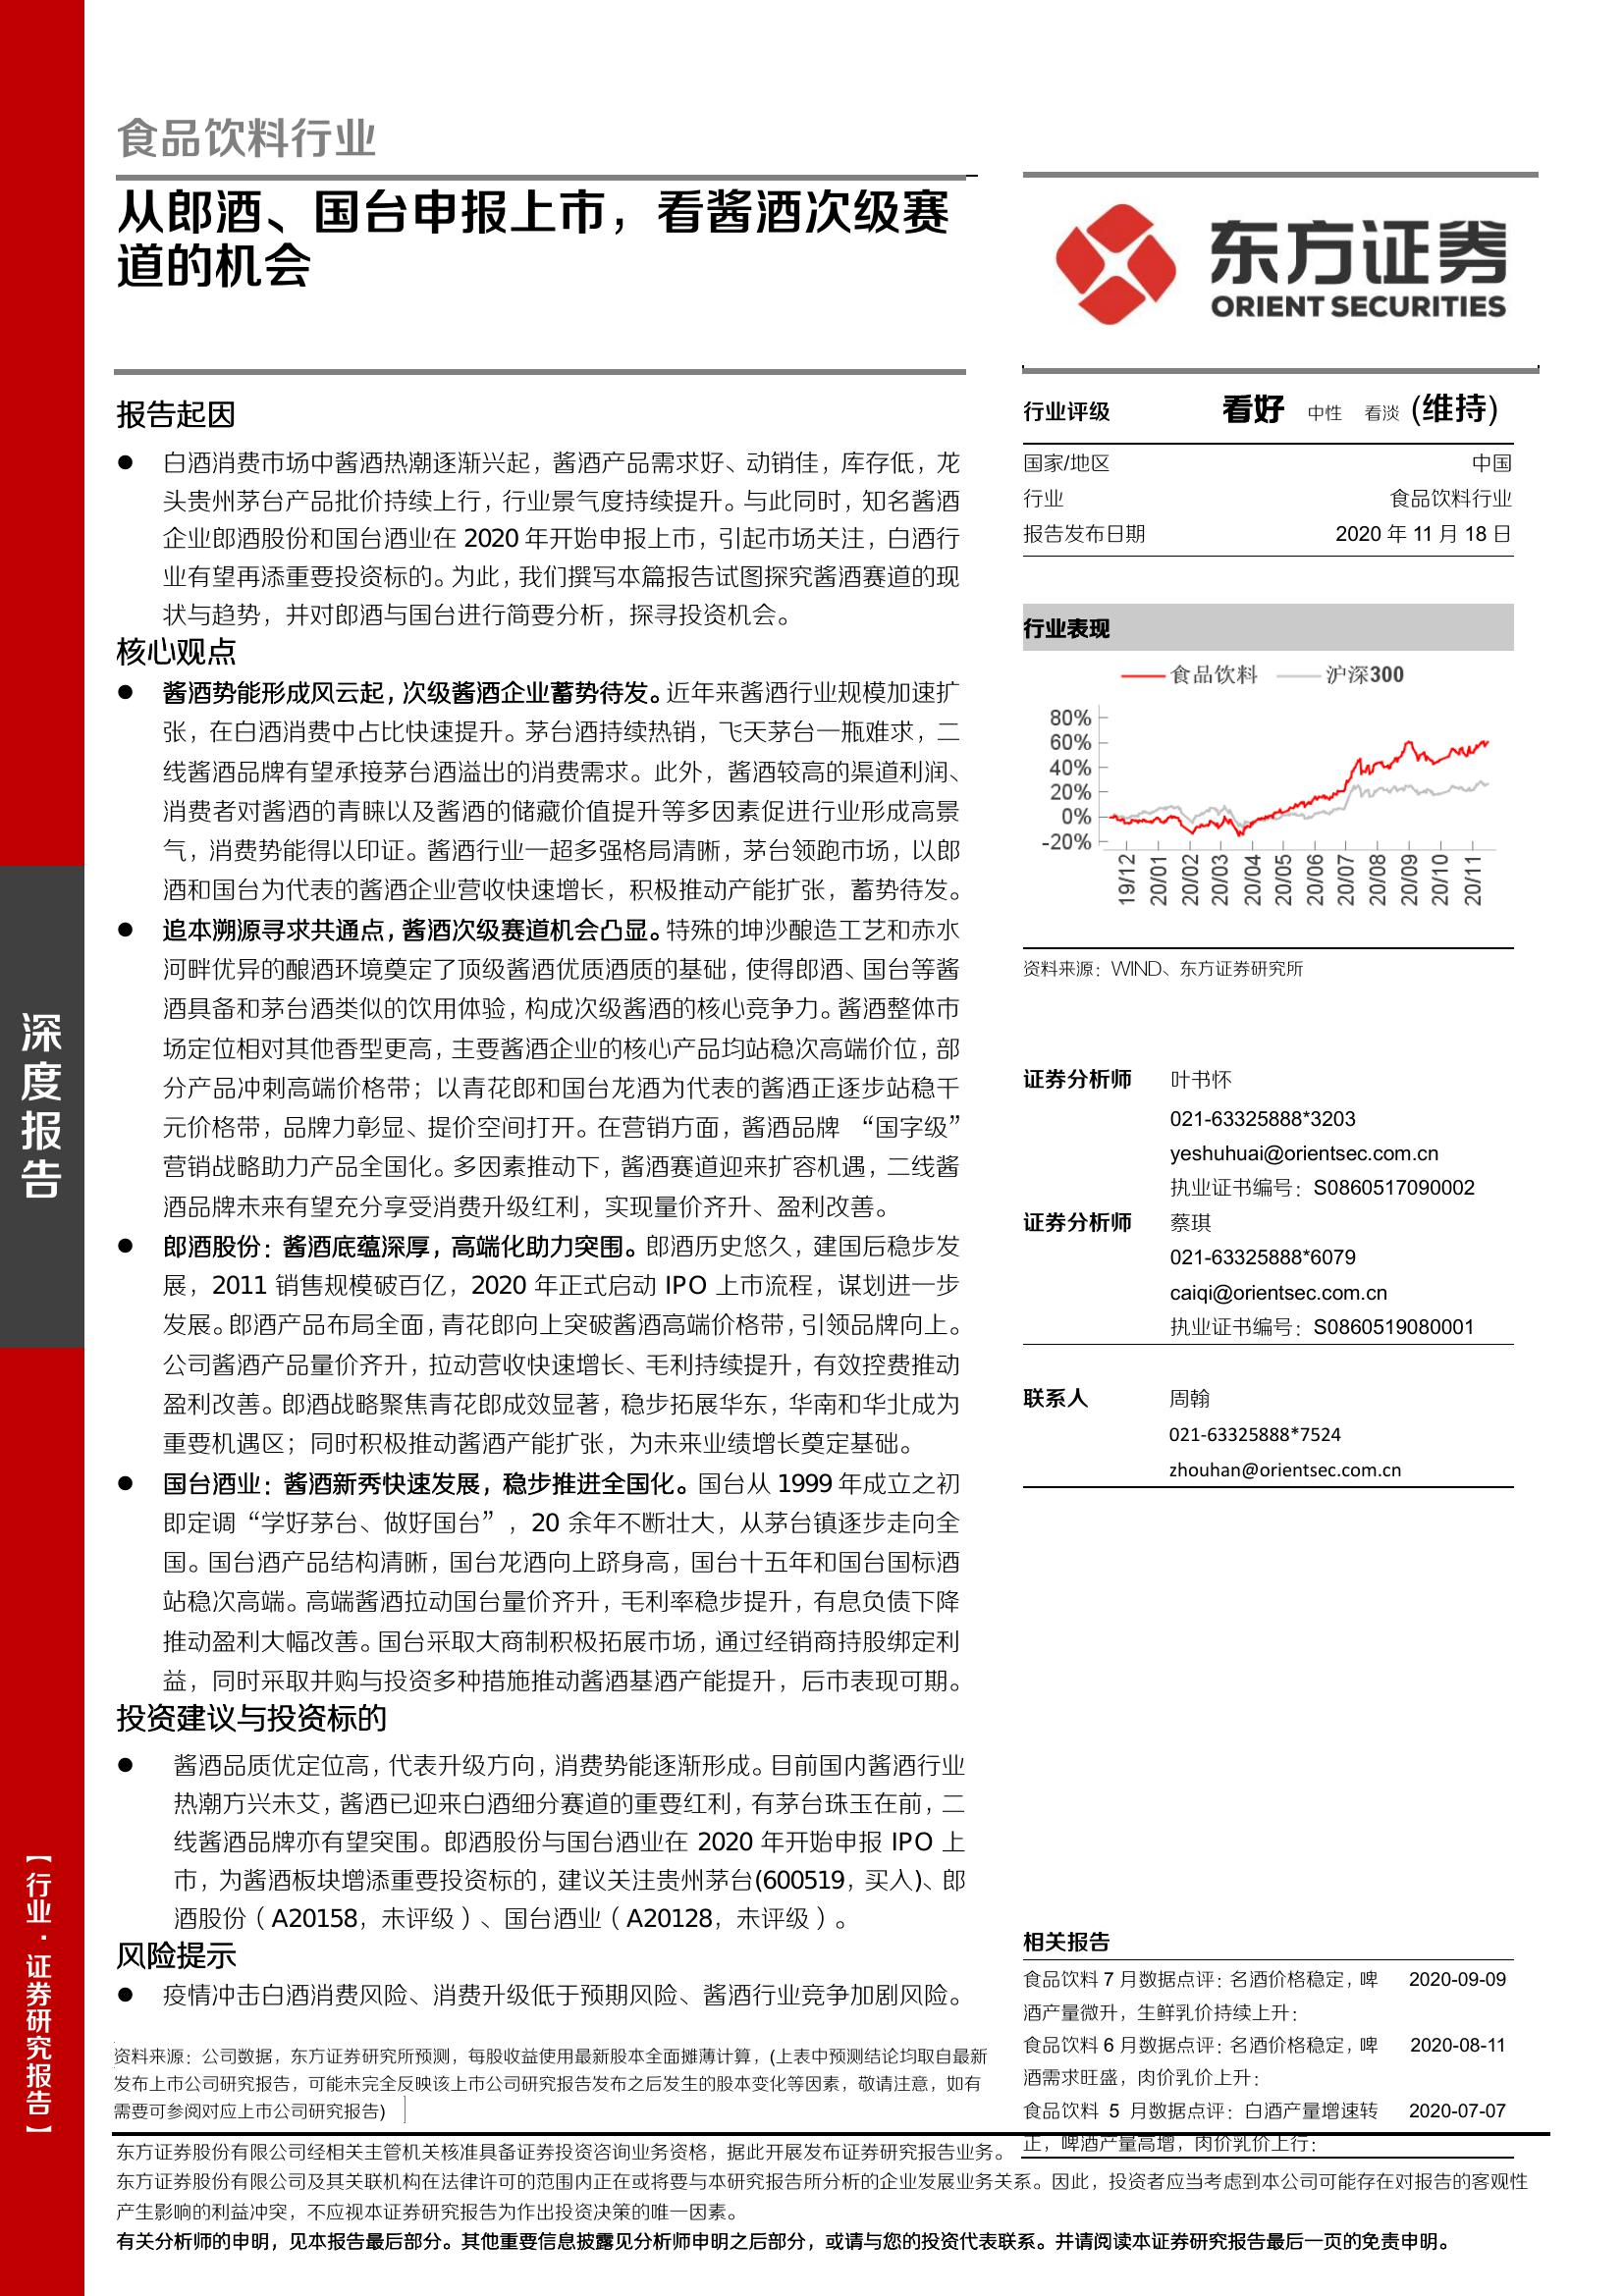 食品饮料行业
从郎酒、国台申报上市，看酱酒次级赛
道的机会
东方证券
ORIENT SECURITIES
报告起因
白酒消费市场中酱酒热潮逐渐兴起，酱酒产品需求好、动销佳，库存低，龙
头贵州茅台产品批价持续上行，行业景气度持续提升。与此同时，知名酱酒
企业郎酒股份和国台酒业在 2020 年开始申报上市，引起市场关注，白酒行
业有望再添重要投资标的。为此，我们撰写本篇报告试图探究酱酒赛道的现
状与趋势，并对郎酒与国台进行简要分析，探寻投资机会。
核心观点
● 酱酒势能形成风云起，次级酱酒企业蓄势待发。近年来酱酒行业规模加速扩
张，在白酒消费中占比快速提升。茅台酒持续热销，飞天茅台一瓶难求，二
线酱酒品牌有望承接茅台酒溢出的消费需求。此外，酱酒较高的渠道利润、
消费者对酱酒的青睐以及酱酒的储藏价值提升等多因素促进行业形成高景
气，消费势能得以印证。酱酒行业一超多强格局清晰，茅台领跑市场，以郎
酒和国台为代表的酱酒企业营收快速增长，积极推动产能扩张，蓄势待发。
● 追本溯源寻求共通点，酱酒次级赛道机会凸显。特殊的坤沙酿造工艺和赤水
河畔优异的酿酒环境奠定了顶级酱酒优质酒质的基础，使得郎酒、国台等酱
酒具备和茅台酒类似的饮用体验，构成次级酱酒的核心竞争力。酱酒整体市
场定位相对其他香型更高，主要酱酒企业的核心产品均站稳次高端价位，部
分产品冲刺高端价格带；以青花郎和国台龙酒为代表的酱酒正逐步站稳千
元价格带，品牌力彰显、提价空间打开。在营销方面，酱酒品牌 “国字级”
营销战略助力产品全国化。多因素推动下，酱酒赛道迎来扩容机遇，二线酱
酒品牌未来有望充分享受消费升级红利，实现量价齐升、盈利改善。
● 郎酒股份：酱酒底蕴深厚，高端化助力突围。郎酒历史悠久，建国后稳步发
展，2011 销售规模破百亿，2020 年正式启动 IPO 上市流程，谋划进一步
发展。郎酒产品布局全面，青花郎向上突破酱酒高端价格带，引领品牌向上。
公司酱酒产品量价齐升，拉动营收快速增长、毛利持续提升，有效控费推动
盈利改善。郎酒战略聚焦青花郎成效显著，稳步拓展华东，华南和华北成为
重要机遇区；同时积极推动酱酒产能扩张，为未来业绩增长奠定基础。
● 国台酒业：酱酒新秀快速发展，稳步推进全国化。国台从 1999 年成立之初
即定调“学好茅台、做好国台”，20 余年不断壮大，从茅台镇逐步走向全
国。国台酒产品结构清晰，国台龙酒向上跻身高，国台十五年和国台国标酒
站稳次高端。高端酱酒拉动国台量价齐升，毛利率稳步提升，有息负债下降
推动盈利大幅改善。国台采取大商制积极拓展市场，通过经销商持股绑定利
益，同时采取并购与投资多种措施推动酱酒基酒产能提升，后市表现可期。
投资建议与投资标的
● 酱酒品质优定位高，代表升级方向，消费势能逐渐形成。目前国内酱酒行业
热潮方兴未艾，酱酒已迎来白酒细分赛道的重要红利，有茅台珠玉在前，二
线酱酒品牌亦有望突围。郎酒股份与国台酒业在 2020 年开始申报 IPO 上
市，为酱酒板块增添重要投资标的，建议关注贵州茅台(600519，买入)、郎
酒股份（A20158，未评级）、国台酒业（A20128，未评级）。
风险提示
● 疫情冲击白酒消费风险、消费升级低于预期风险、酱酒行业竞争加剧风险。
资料来源：公司数据，东方证券研究所预测，每股收益使用最新股本全面摊薄计算，(上表中预测结论均取自最新
发布上市公司研究报告，可能未完全反映该上市公司研究报告发布之后发生的股本变化等因素，敬请注意，如有
需要可参阅对应上市公司研究报告)
行业评级 看好 中性 看淡 (维持)
国家/地区 中国
行业 食品饮料行业
报告发布日期 2020 年 11 月 18 日
行业表现
食品饮料 沪深300
80%
60%
40%
20%
0%
-20%
19/12 20/01 20/02 20/03 20/04 20/05 20/06 20/07 20/08 20/09 20/10 20/11
资料来源：WIND、东方证券研究所
证券分析师 叶书怀
021-63325888*3203
yeshuhuai@orientsec.com.cn
执业证书编号：S0860517090002
证券分析师 蔡琪
021-63325888*6079
caiqi@orientsec.com.cn
执业证书编号：S0860519080001
联系人 周翰
021-63325888*7524
zhouhan@orientsec.com.cn
相关报告
食品饮料 7 月数据点评：名酒价格稳定，啤 2020-09-09
酒产量微升，生鲜乳价持续上升：
食品饮料 6 月数据点评：名酒价格稳定，啤 2020-08-11
酒需求旺盛，肉价乳价上升：
食品饮料 5 月数据点评：白酒产量增速转 2020-07-07
正，啤酒产量高增，肉价乳价上行：
东方证券股份有限公司经相关主管机关核准具备证券投资咨询业务资格，据此开展发布证券研究报告业务。
东方证券股份有限公司及其关联机构在法律许可的范围内正在或将要与本研究报告所分析的企业发展业务关系。因此，投资者应当考虑到本公司可能存在对报告的客观性
产生影响的利益冲突，不应视本证券研究报告为作出投资决策的唯一因素。
有关分析师的申明，见本报告最后部分。其他重要信息披露见分析师申明之后部分，或请与您的投资代表联系。并请阅读本证券研究报告最后一页的免责申明。
深度报告
【行业·证券研究报告】